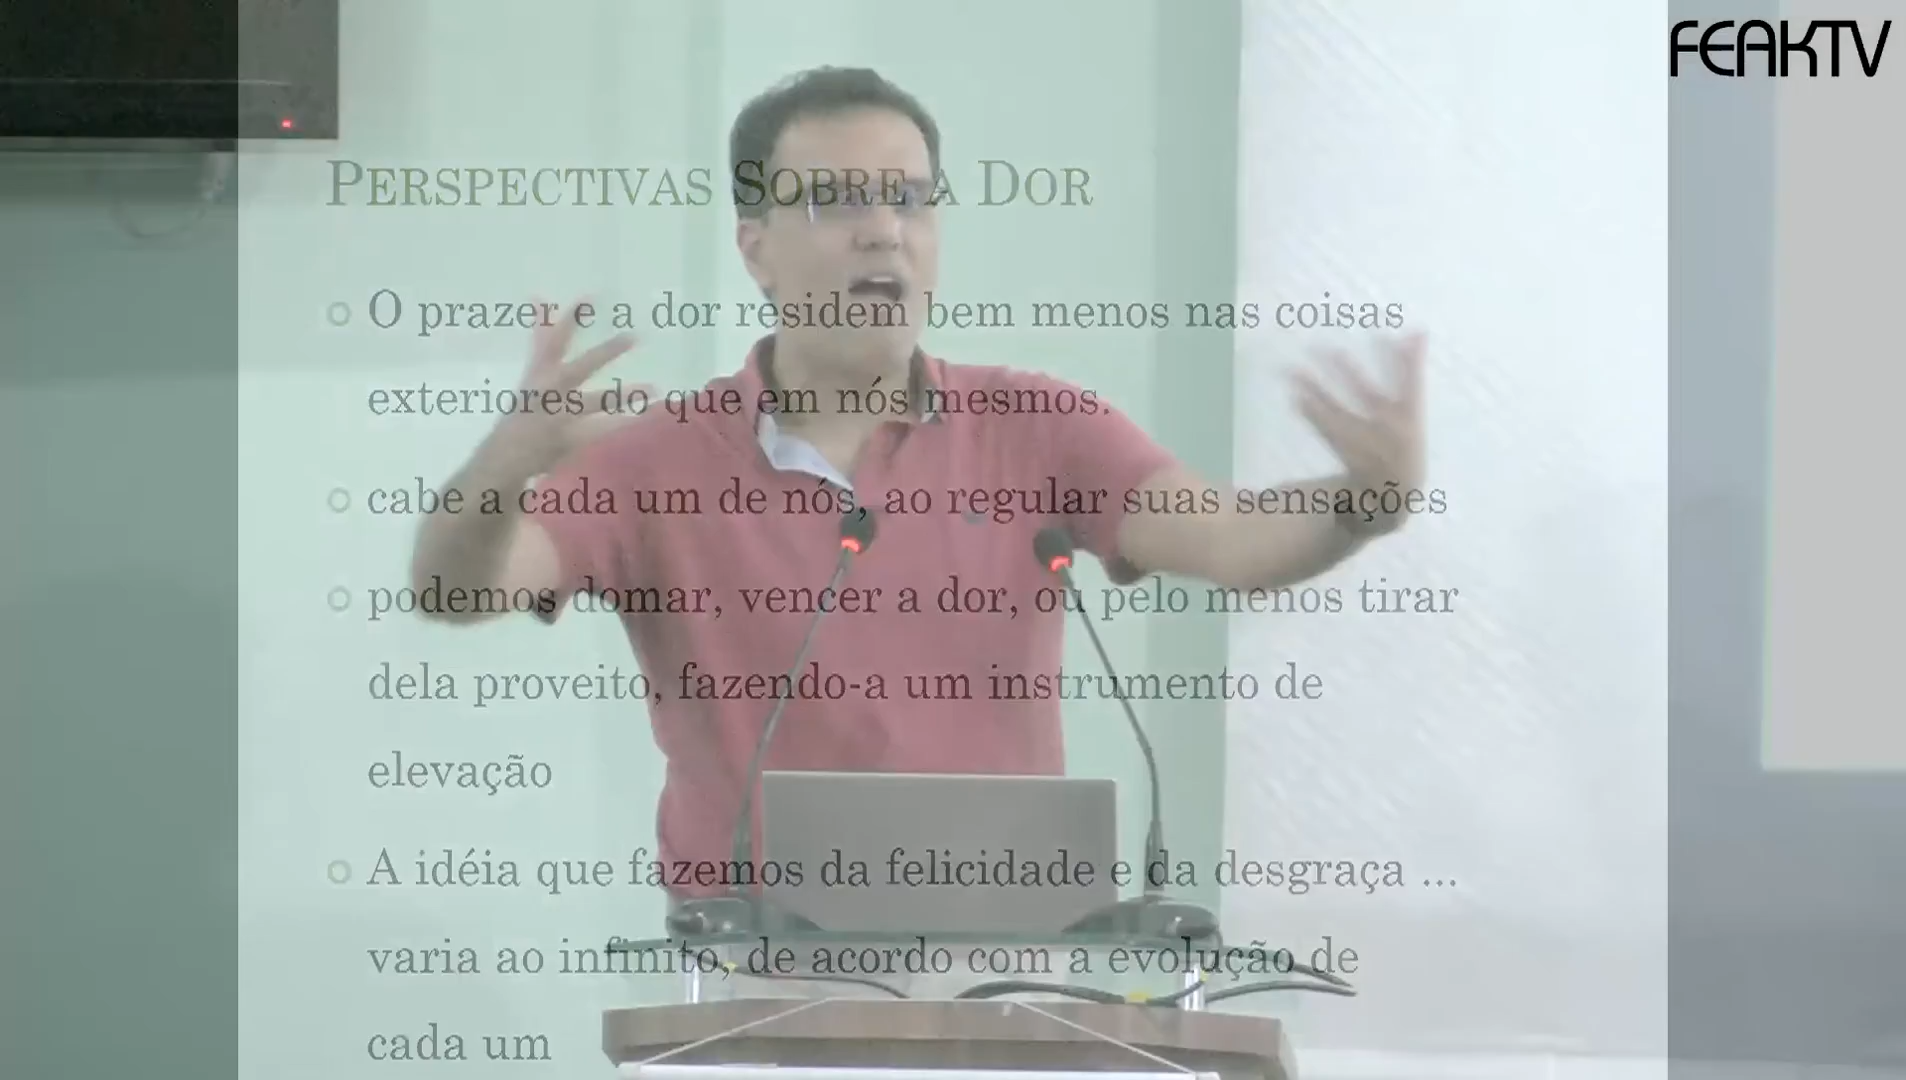 FEAKTV
PERSPECTIVAS SOBRE A DOR
O prazer e a dor residem bem menos nas coisas
exteriores do que em nós mesmos.
cabe a cada um de nós, ao regular suas sensações
podemos domar, vencer a dor, ou pelo menos tirar
dela proveito, fazendo-a um instrumento de
elevação
A idéia que fazemos da felicidade e da desgraça ...
varia ao infinito, de acordo com a evolução de
cada um